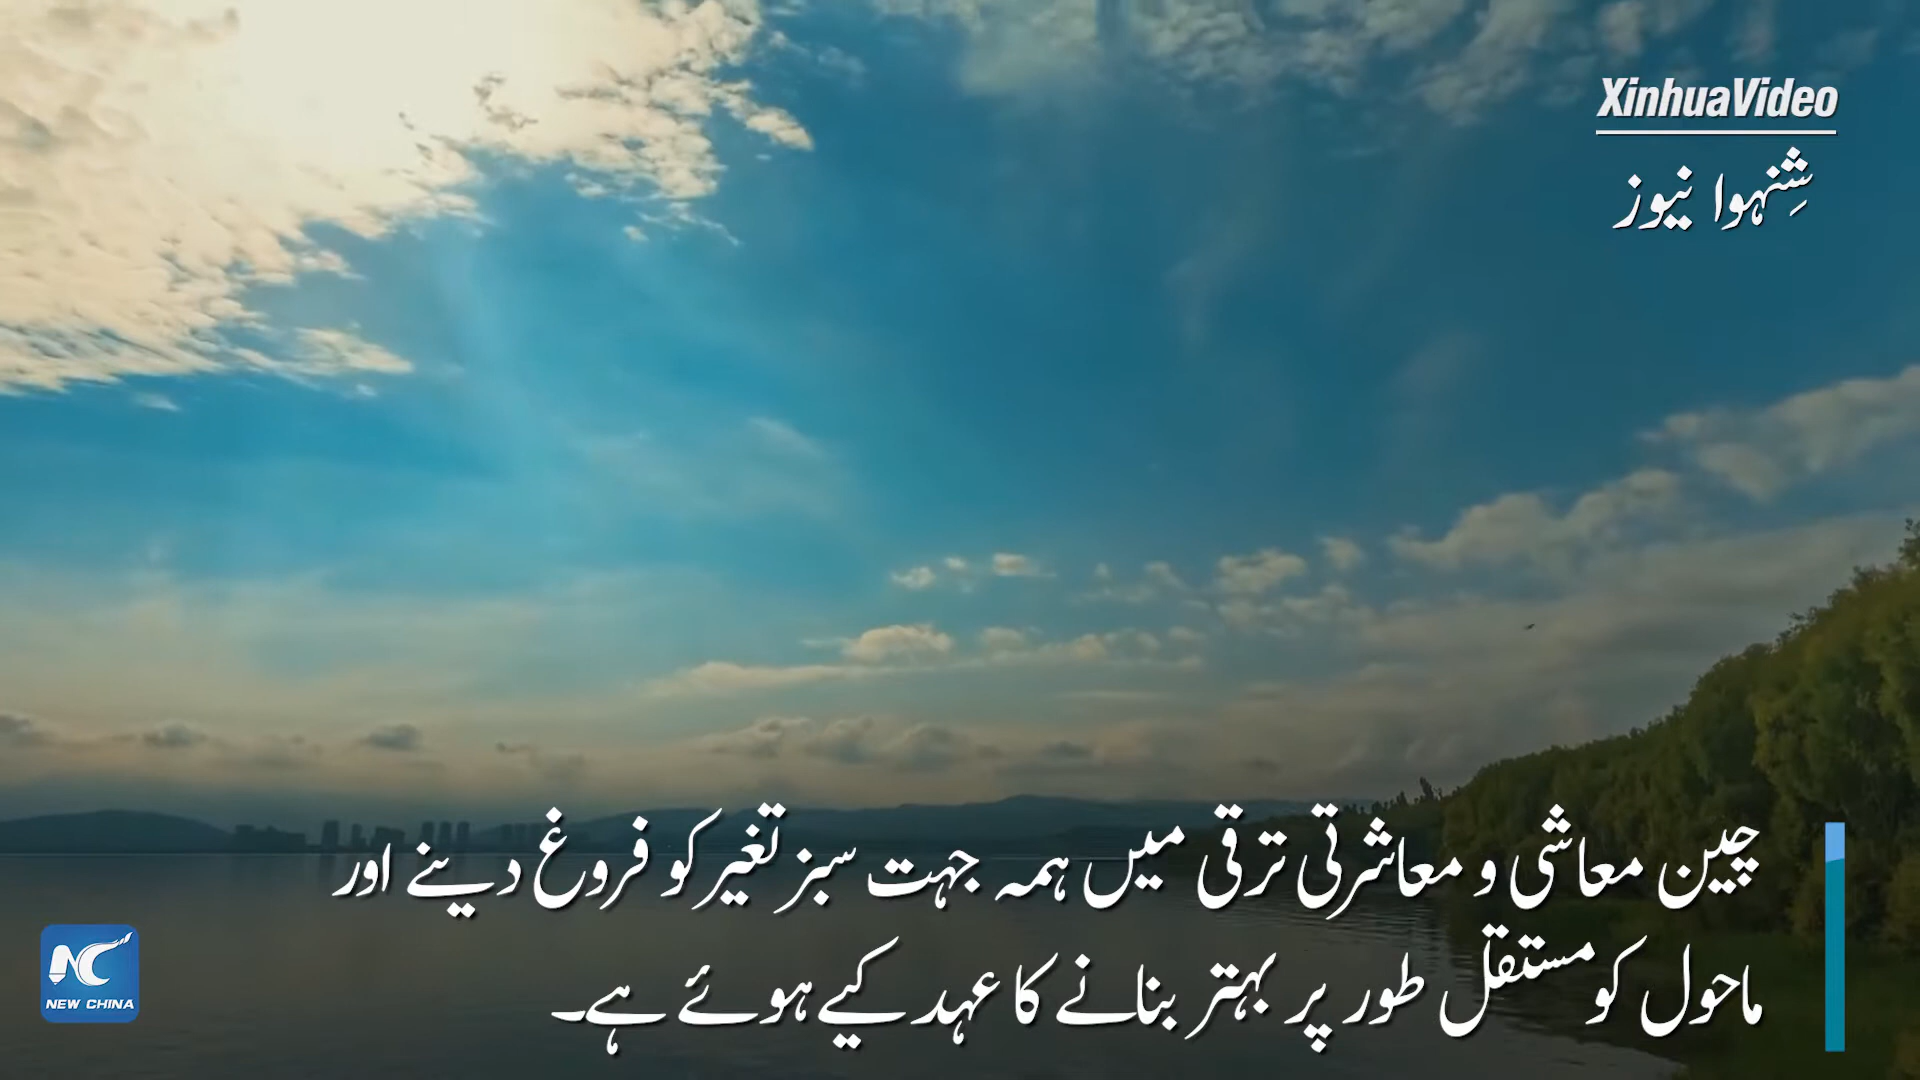 XinhuaVideo
شِنہوا نیوز
چین معاشی و معاشرتی ترقی میں ہمہ جہت سبز تغیر کو فروغ دینے اور
ماحول کو مستقل طور پر بہتر بنانے کا عہد کیے ہوئے ہے۔
NEW CHINA